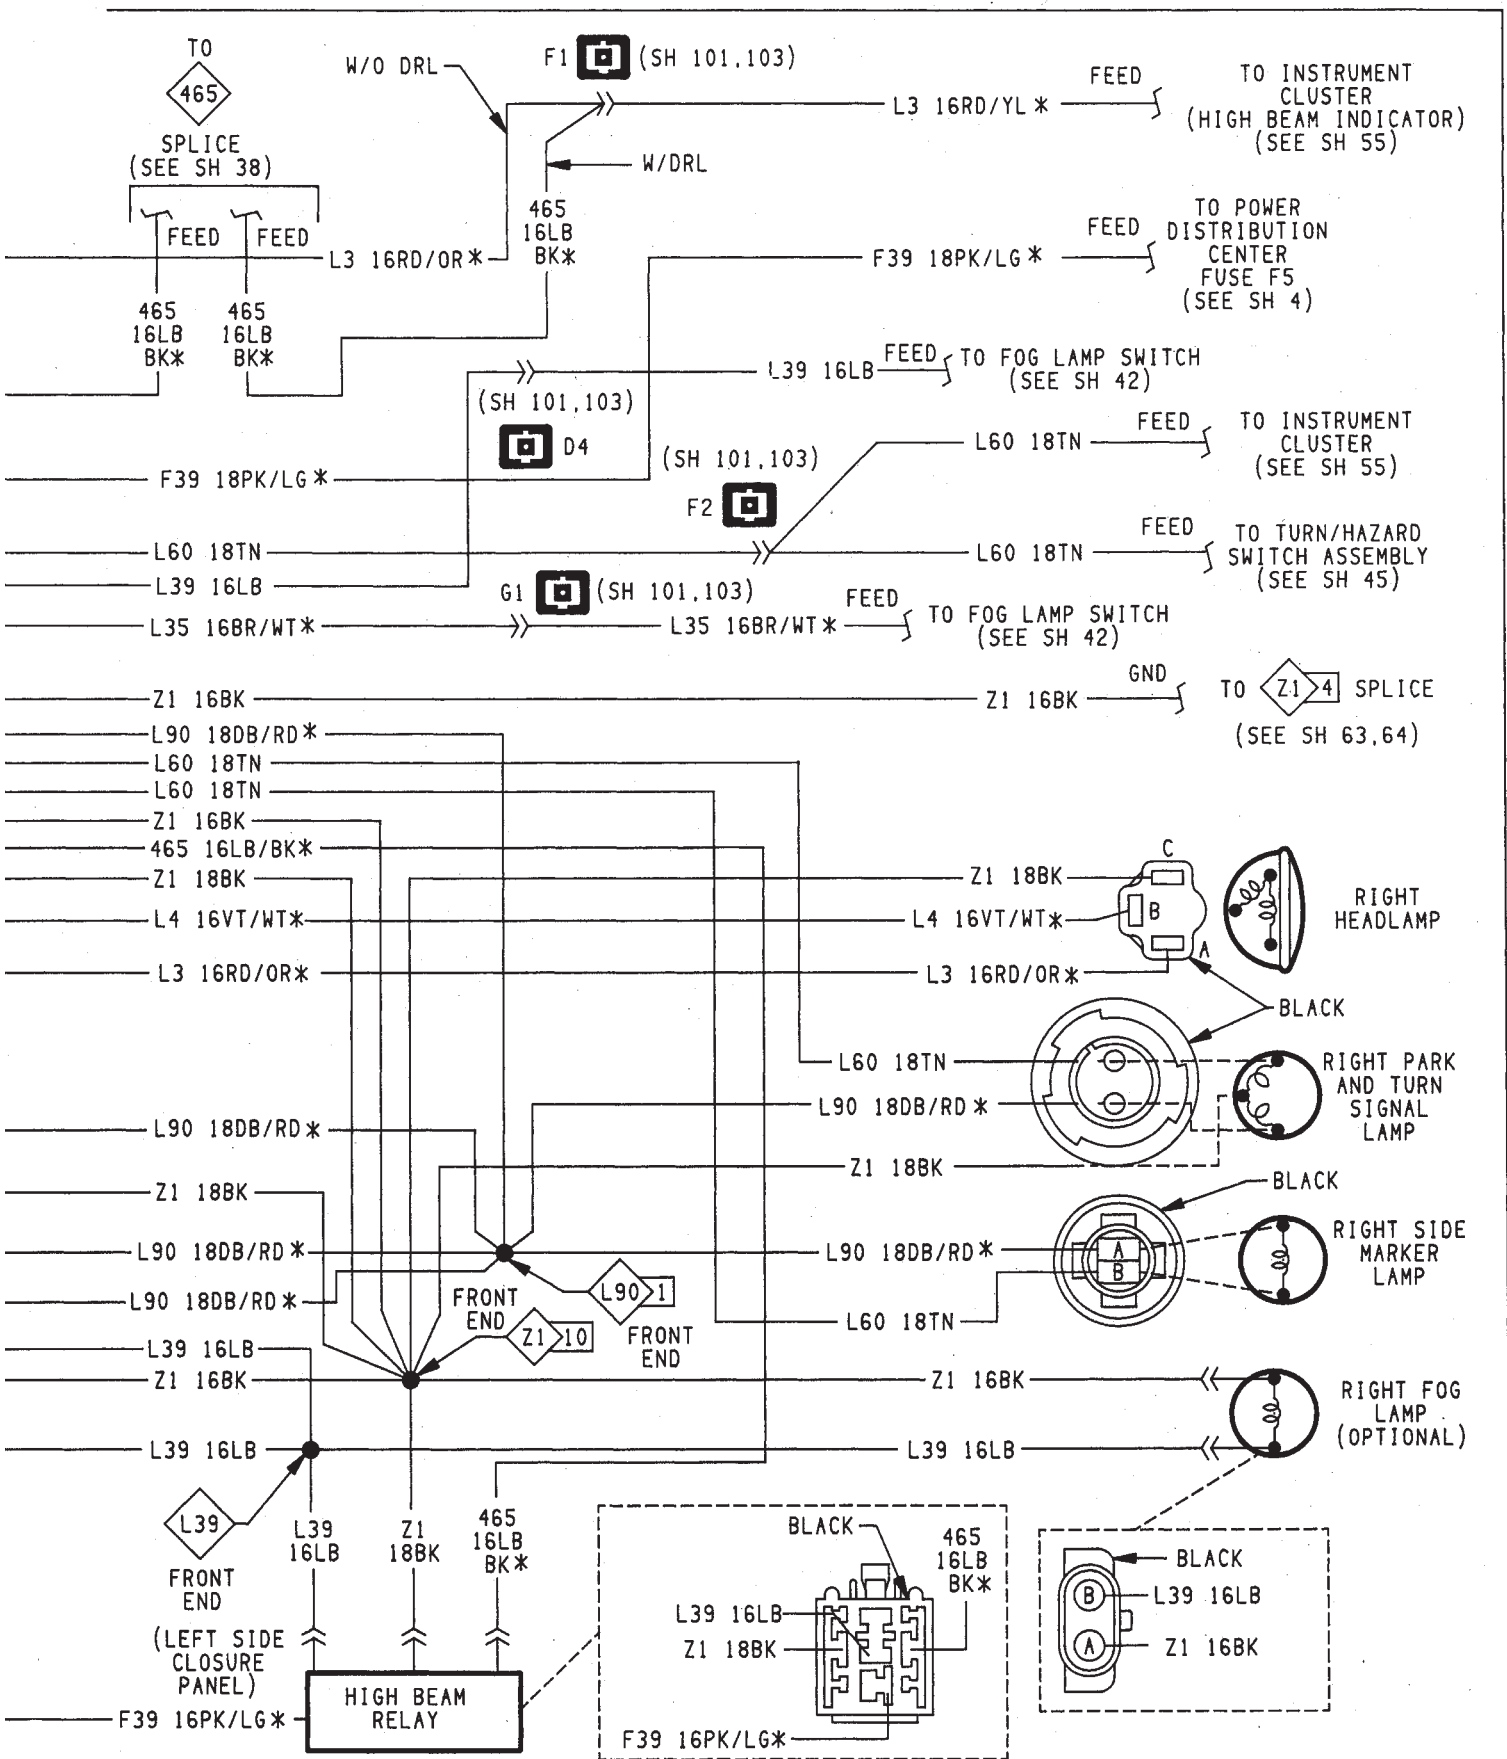 TO
465
SPLICE
(SEE SH 38)
FEED
FEED
W/O DRL
F1
(SH 101,103)
W/DRL
L3 16RD/YL*
FEED
TO INSTRUMENT
CLUSTER
(HIGH BEAM INDICATOR)
(SEE SH 55)
L3 16RD/OR*
465
16LB
BK*
465
16LB
BK*
465
16LB
BK*
F39 18PK/LG*
FEED
TO POWER
DISTRIBUTION
CENTER
FUSE F5
(SEE SH 4)
L39 16LB
FEED
TO FOG LAMP SWITCH
(SEE SH 42)
(SH 101,103)
D4
F39 18PK/LG*
(SH 101,103)
F2
L60 18TN
FEED
TO INSTRUMENT
CLUSTER
(SEE SH 55)
L60 18TN
L60 18TN
FEED
TO TURN/HAZARD
SWITCH ASSEMBLY
(SEE SH 45)
L39 16LB
G1
(SH 101,103)
L35 16BR/WT*
L35 16BR/WT*
FEED
TO FOG LAMP SWITCH
(SEE SH 42)
Z1 16BK
Z1 16BK
GND
TO
Z1
4
SPLICE
(SEE SH 63,64)
L90 18DB/RD*
L60 18TN
L60 18TN
Z1 16BK
465 16LB/BK*
Z1 18BK
Z1 18BK
C
B
A
RIGHT
HEADLAMP
L4 16VT/WT*
L4 16VT/WT*
L3 16RD/OR*
L3 16RD/OR*
BLACK
L60 18TN
RIGHT PARK
AND TURN
SIGNAL
LAMP
L90 18DB/RD*
L90 18DB/RD*
Z1 18BK
Z1 18BK
BLACK
L90 18DB/RD*
L90 18DB/RD*
A
B
RIGHT SIDE
MARKER
LAMP
L90 18DB/RD*
L90
1
FRONT
END
FRONT
END
Z1
10
L60 18TN
L39 16LB
Z1 16BK
Z1 16BK
RIGHT FOG
LAMP
(OPTIONAL)
L39 16LB
L39 16LB
L39
FRONT
END
L39
16LB
Z1
18BK
465
16LB
BK*
(LEFT SIDE
CLOSURE
PANEL)
HIGH BEAM
RELAY
F39 16PK/LG*
BLACK
465
16LB
BK*
L39 16LB
Z1 18BK
F39 16PK/LG*
BLACK
B
L39 16LB
A
Z1 16BK